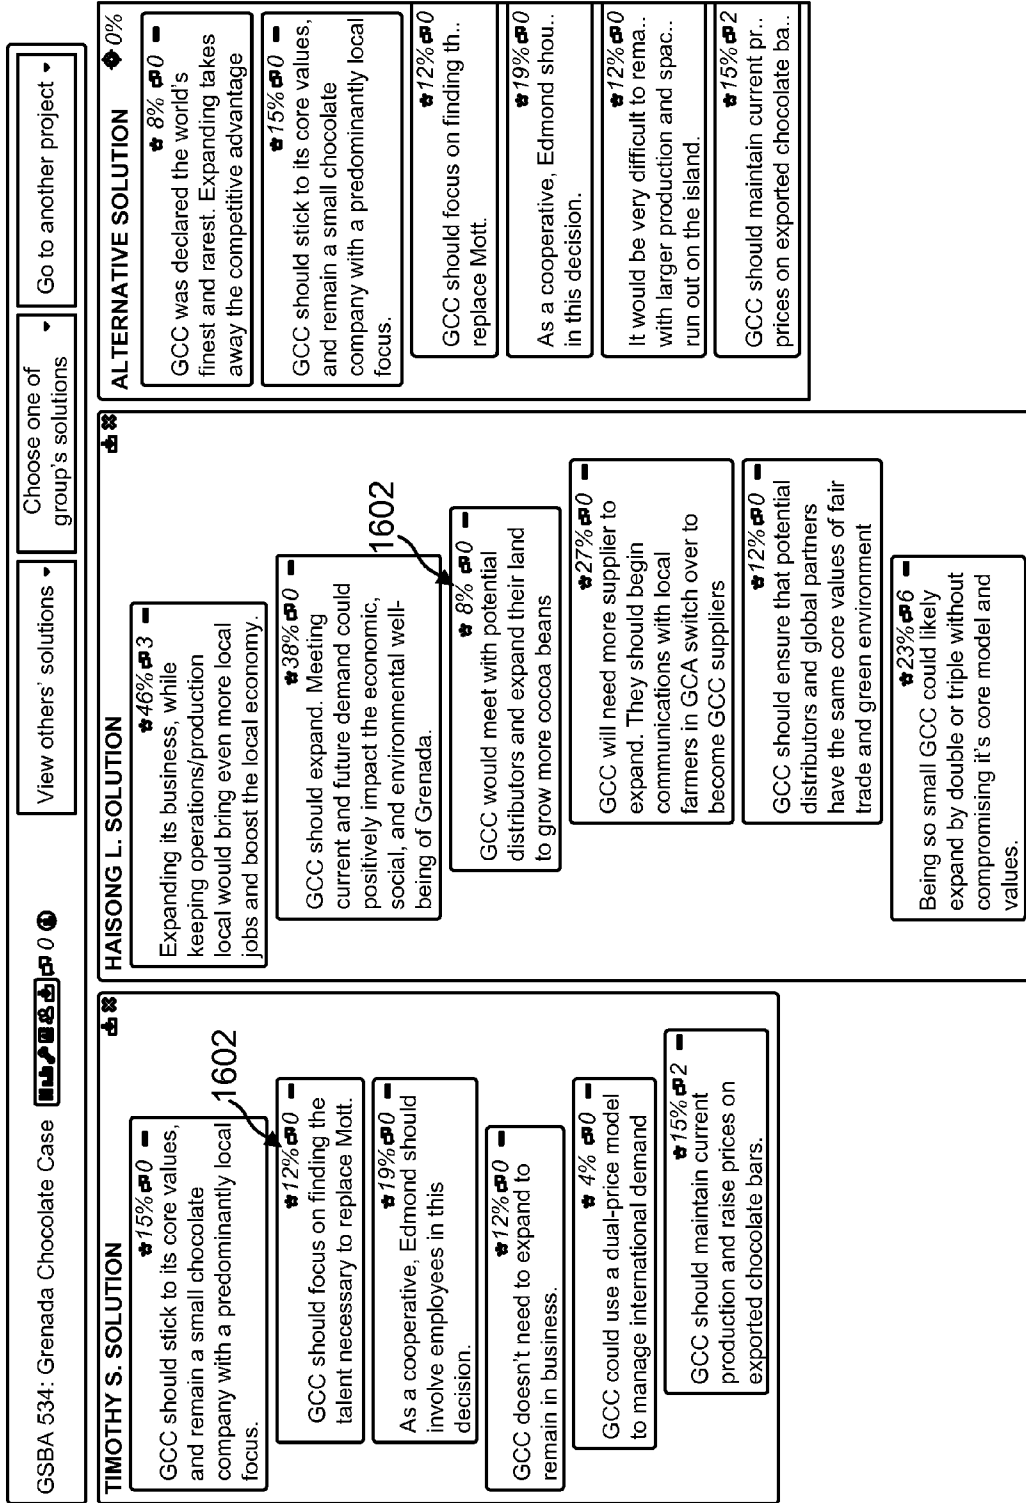 GSBA 534: Grenada Chocolate Case 0
View others' solutions
Choose one of
group's solutions
Go to another project
TIMOTHY S. SOLUTION
15% 0
GCC should stick to its core values,
and remain a small chocolate
company with a predominantly local
focus.
1602
12% 0
GCC should focus on finding the
talent necessary to replace Mott.
19% 0
As a cooperative, Edmond should
involve employees in this
decision.
12% 0
GCC doesn't need to expand to
remain in business.
4% 0
GCC could use a dual-price model
to manage international demand
15% 2
GCC should maintain current
production and raise prices on
exported chocolate bars.
HAISONG L. SOLUTION
46% 3
Expanding its business, while
keeping operations/production
local would bring even more local
jobs and boost the local economy.
38% 0
GCC should expand. Meeting
current and future demand could
positively impact the economic,
social, and environmental well-
being of Grenada.
1602
8% 0
GCC would meet with potential
distributors and expand their land
to grow more cocoa beans
27% 0
GCC will need more supplier to
expand. They should begin
communications with local
farmers in GCA switch over to
become GCC suppliers
12% 0
GCC should ensure that potential
distributors and global partners
have the same core values of fair
trade and green environment
23% 6
Being so small GCC could likely
expand by double or triple without
compromising it's core model and
values.
ALTERNATIVE SOLUTION 0%
8% 0
GCC was declared the world's
finest and rarest. Expanding takes
away the competitive advantage
15% 0
GCC should stick to its core values,
and remain a small chocolate
company with a predominantly local
focus.
12% 0
GCC should focus on finding th..
replace Mott.
19% 0
As a cooperative, Edmond shou..
in this decision.
12% 0
It would be very difficult to rema..
with larger production and spac..
run out on the island.
15% 2
GCC should maintain current pr..
prices on exported chocolate ba..